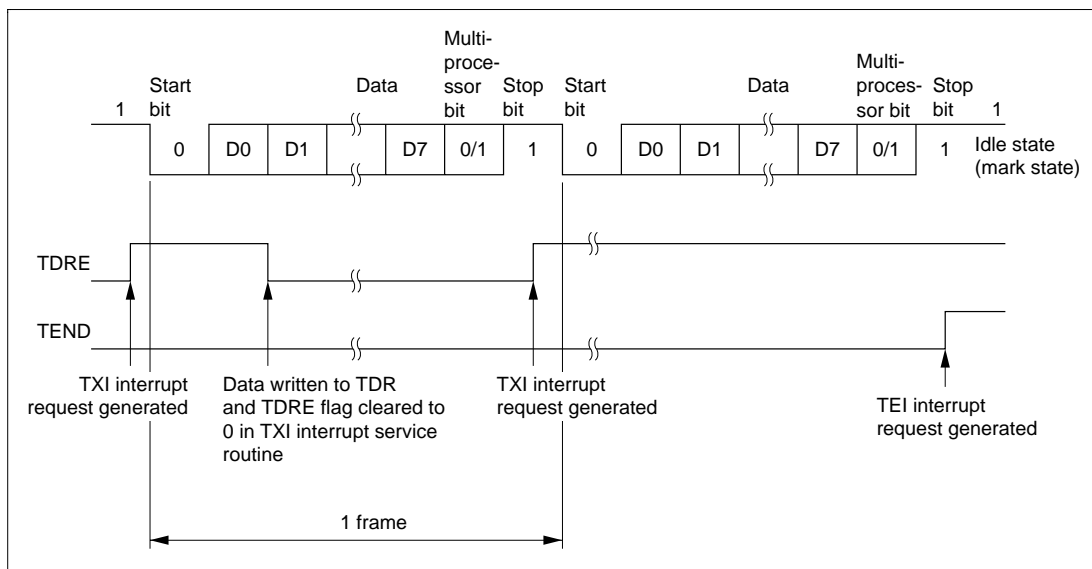 Multi-
proce-
ssor bit
Start
bit
Data
Stop
bit
Start
bit
Data
Multi-
proces-
sor bit
Stop
bit
1
1
0
D0
D1
D7
0/1
1
0
D0
D1
D7
0/1
1
Idle state
(mark state)
TDRE
TEND
TXI interrupt
request generated
Data written to TDR
and TDRE flag cleared to
0 in TXI interrupt service
routine
TXI interrupt
request generated
TEI interrupt
request generated
1 frame